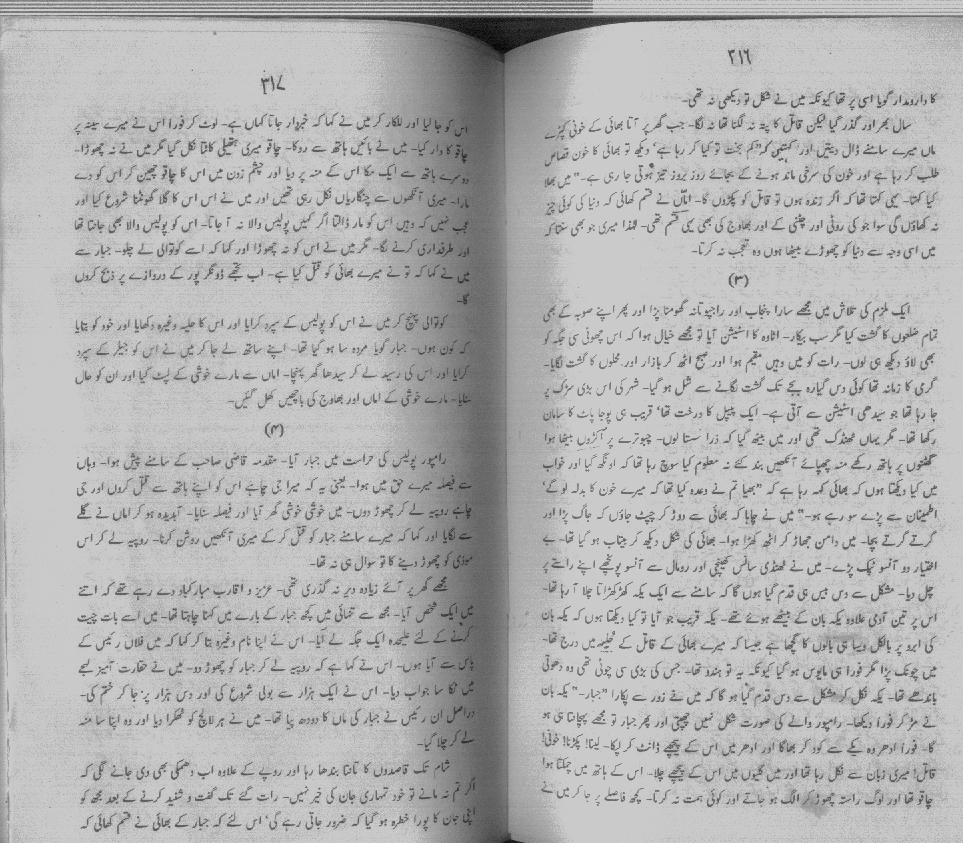 ۳۱۶
کا دارومدار گویا اسی پر تھا کیونکہ میں نے شکل تو دیکھی نہ تھی۔
سال بھر اور گذر گیا لیکن قاتل کا پتہ نہ لگنا تھا نہ لگا۔ جب گھر پر آتا بھائی کے خونی کپڑے
ماں میرے سامنے ڈال دیتیں اور کہتیں کہ "کم بخت تو کیا کر رہا ہے' دیکھ تو بھائی کا خون قصاص
طلب کر رہا ہے اور خون کی سرخی ماند ہونے کے بجائے روز بروز تیز ہوتی جا رہی ہے۔" میں بھلا
کیا کہتا۔ یہی کہتا تھا کہ اگر زندہ ہوں تو قاتل کو پکڑوں گا۔ اماں نے قسم کھائی کہ دنیا کی کوئی چیز
نہ کھاؤں گی سوا جو کی روٹی اور چٹنی کے اور بھاوج کی بھی یہی قسم تھی۔ لہٰذا میری جو بھی سنتا کہ
میں اسی وجہ سے دنیا کو چھوڑے بیٹھا ہوں وہ تعجب نہ کرتا۔
(۳)
ایک ملزم کی تلاش میں مجھے سارا پنجاب اور راجپوتانہ گھومنا پڑا اور پھر اپنے صوبہ کے بھی
تمام ضلعوں کا گشت کیا مگر سب بیکار۔ اٹاوہ کا اسٹیشن آیا تو مجھے خیال ہوا کہ اس چھوٹی سی جگہ کو
بھی لاؤ دیکھ ہی لوں۔ رات کو میں وہیں مقیم ہوا اور صبح اٹھ کر بازار اور محلوں کا گشت لگایا۔
گرمی کا زمانہ تھا کوئی دس گیارہ بجے تک گشت لگانے سے شل ہو گیا۔ شہر کی اس بڑی سڑک پر
جا رہا تھا جو سیدھی اسٹیشن سے آتی ہے۔ ایک پیپل کا درخت تھا' قریب ہی پوجا پاٹ کا سامان
رکھا تھا۔ مگر یہاں ٹھنڈک تھی اور میں بیٹھ گیا کہ ذرا سستا لوں۔ چبوترے پر اکڑوں بیٹھا ہوا
گھٹنوں پر ہاتھ رکھے منہ چھپائے آنکھیں بند کئے نہ معلوم کیا سوچ رہا تھا کہ اونگھ گیا اور خواب
میں کیا دیکھتا ہوں کہ بھائی کہہ رہا ہے کہ "بھیا تم نے وعدہ کیا تھا کہ میرے خون کا بدلہ لو گے'
اطمینان سے پڑے سو رہے ہو۔" میں نے چاہا کہ بھائی سے دوڑ کر چپٹ جاؤں کہ جاگ پڑا اور
گرتے گرتے بچا۔ میں دامن جھاڑ کر اٹھ کھڑا ہوا۔ بھائی کی شکل دیکھ کر بیتاب ہو گیا تھا۔ بے
اختیار دو آنسو ٹپک پڑے۔ میں نے ٹھنڈی سانس کھینچی اور رومال سے آنسو پونچھے اپنے راستے پر
چل دیا۔ مشکل سے دس بیس ہی قدم گیا ہوں گا کہ سامنے سے ایک یکہ کھڑکھڑاتا چلا آ رہا تھا۔
اس پر تین آدمی علاوہ یکہ بان کے بیٹھے ہوئے تھے۔ یکہ قریب جو آیا تو کیا دیکھتا ہوں کہ یکہ بان
کی ابرو پر بالکل ویسا ہی بالوں کا گچھا ہے جیسا کہ میرے بھائی کے قاتل کے حلیہ میں درج تھا۔
میں چونک پڑا مگر فورا ہی مایوس ہو گیا کیونکہ یہ تو ہندو تھا۔ جس کی بڑی سی چوٹی تھی وہ دھوتی
باندھے تھا۔ یکہ نکل کر مشکل سے دس قدم گیا ہو گا کہ میں نے زور سے پکارا "جبار۔" یکہ بان
نے مڑ کر فورا دیکھا۔ رامپور والے کی صورت شکل نہیں چھپتی اور پھر جبار تو مجھے پہچانتا ہی ہو
گا۔ فورا ادھر وہ یکے سے کود کر بھاگا اور ادھر میں اس کے پیچھے ڈانٹ کر لپکا۔ لینا! پکڑنا! خونی!
قاتل! میری زبان سے نکل رہا تھا اور میں گلیوں میں اس کے پیچھے چلا۔ اس کے ہاتھ میں چمکتا ہوا
چاقو تھا اور لوگ راستہ چھوڑ کر الگ ہو جاتے اور کوئی ہمت نہ کرتا۔ کچھ فاصلے پر جا کر میں نے
۳۱۷
اس کو جا لیا اور للکار کر میں نے کہا کہ خبردار جاتا کہاں ہے۔ لوٹ کر فورا اس نے میرے سینہ پر
چاقو کا وار کیا۔ میں نے بائیں ہاتھ سے روکا۔ چاقو میری ہتھیلی کاٹتا نکل گیا مگر میں نے نہ چھوڑا۔
دوسرے ہاتھ سے ایک مکا اس کے منہ پر دیا اور چشم زدن میں اس کا چاقو چھین کر اس کو دے
مارا۔ میری آنکھوں سے چنگاریاں نکل رہی تھیں اور میں نے اس اس کا گلا گھونٹنا شروع کیا اور
عجب نہیں کہ وہیں اس کو مار ڈالتا اگر کہیں پولیس والا نہ آ جاتا۔ اس کو پولیس والا بھی جانتا تھا
اور طرفداری کرنے لگا۔ مگر میں نے اس کو نہ چھوڑا اور کہا کہ اسے کوتوالی لے چلو۔ جبار سے
میں نے کہا کہ تو نے میرے بھائی کو قتل کیا ہے۔ اب تجھے ڈونگر پور کے دروازے پر ذبح کروں
گا۔
کوتوالی پہنچ کر میں نے اس کو پولیس کے سپرد کرایا اور اس کا حلیہ وغیرہ دکھایا اور خود کو بتایا
کہ کون ہوں۔ جبار گویا مردہ سا ہو گیا تھا۔ اپنے ساتھ لے جا کر میں نے اس کو جیلر کے سپرد
کرایا اور اس کی رسید لے کر سیدھا گھر پہنچا۔ اماں سے مارے خوشی کے لپٹ گیا اور ان کو حال
سنایا۔ مارے خوشی کے اماں اور بھاوج کی باچھیں کھل گئیں۔
(۴)
رامپور پولیس کی حراست میں جبار آیا۔ مقدمہ قاضی صاحب کے سامنے پیش ہوا۔ وہاں
سے فیصلہ میرے حق میں ہوا۔ یعنی یہ کہ میرا جی چاہے اس کو اپنے ہاتھ سے قتل کروں اور جی
چاہے روپیہ لے کر چھوڑ دوں۔ میں خوشی خوشی گھر آیا اور فیصلہ سنایا۔ آبدیدہ ہو کر اماں نے گلے
سے لگایا اور کہا کہ میرے سامنے جبار کو قتل کر کے میری آنکھیں روشن کرنا۔ روپیہ لے کر اس
موذی کو چھوڑ دینے کا تو سوال ہی نہ تھا۔
مجھے گھر پر آئے زیادہ دیر نہ گذری تھی۔ عزیز و اقارب مبارکباد دے رہے تھے کہ اتنے
میں ایک شخص آیا۔ مجھ سے تنہائی میں کچھ جبار کے بارے میں کہنا چاہتا تھا۔ میں اسے بات چیت
کرنے کے لئے علیحدہ ایک جگہ لے آیا۔ اس نے اپنا نام وغیرہ بتا کر کہا کہ میں فلاں رئیس کے
پاس سے آیا ہوں۔ اس نے کہا ہے کہ روپیہ لے کر جبار کو چھوڑ دو۔ میں نے حقارت آمیز لہجے
میں ٹکا سا جواب دیا۔ اس نے ایک ہزار سے بولی شروع کی اور دس ہزار پر جا کر ختم کی۔
دراصل ان رئیس نے جبار کی ماں کا دودھ پیا تھا۔ میں نے ہر لالچ کو ٹھکرا دیا اور وہ اپنا سا منہ
لے کر چلا گیا۔
شام تک قاصدوں کا تانتا بندھا رہا اور روپے کے علاوہ اب دھمکی بھی دی جانے لگی کہ
اگر تم نہ مانے تو خود تمہاری جان کی خیر نہیں۔ رات گئے تک گفت و شنید کرنے کے بعد مجھ کو
اپنی جان کا پورا خطرہ ہو گیا کہ ضرور جاتی رہے گی' اس لئے کہ جبار کے بھائی نے قسم کھائی کہ